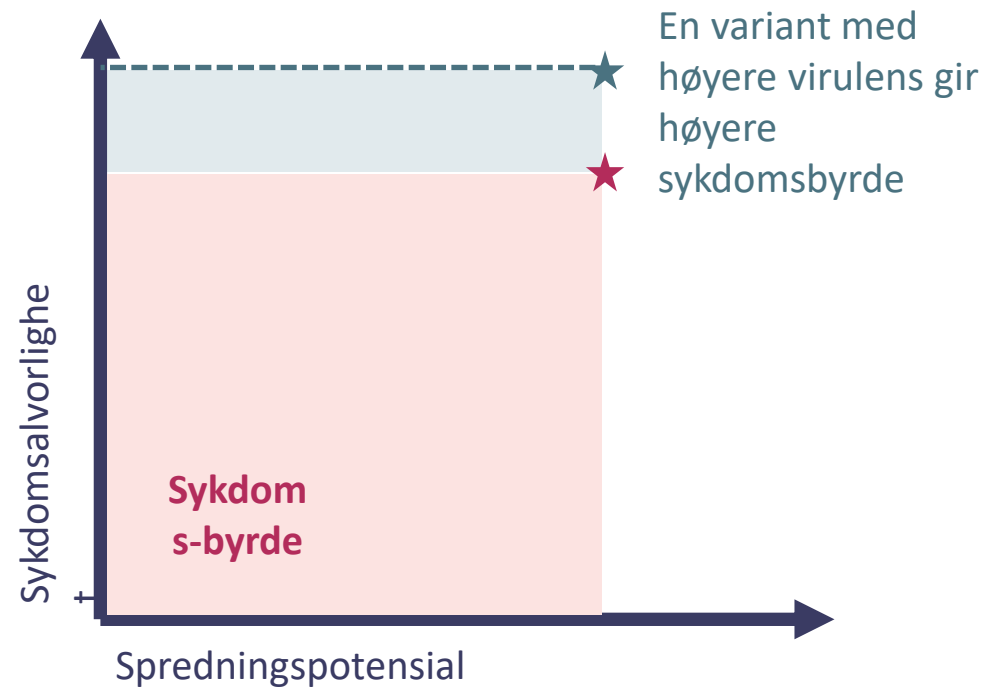 En variant med
høyere virulens gir
høyere
sykdomsbyrde
Sykdomsalvorlighe
t
Sykdom
s-byrde
Spredningspotensial